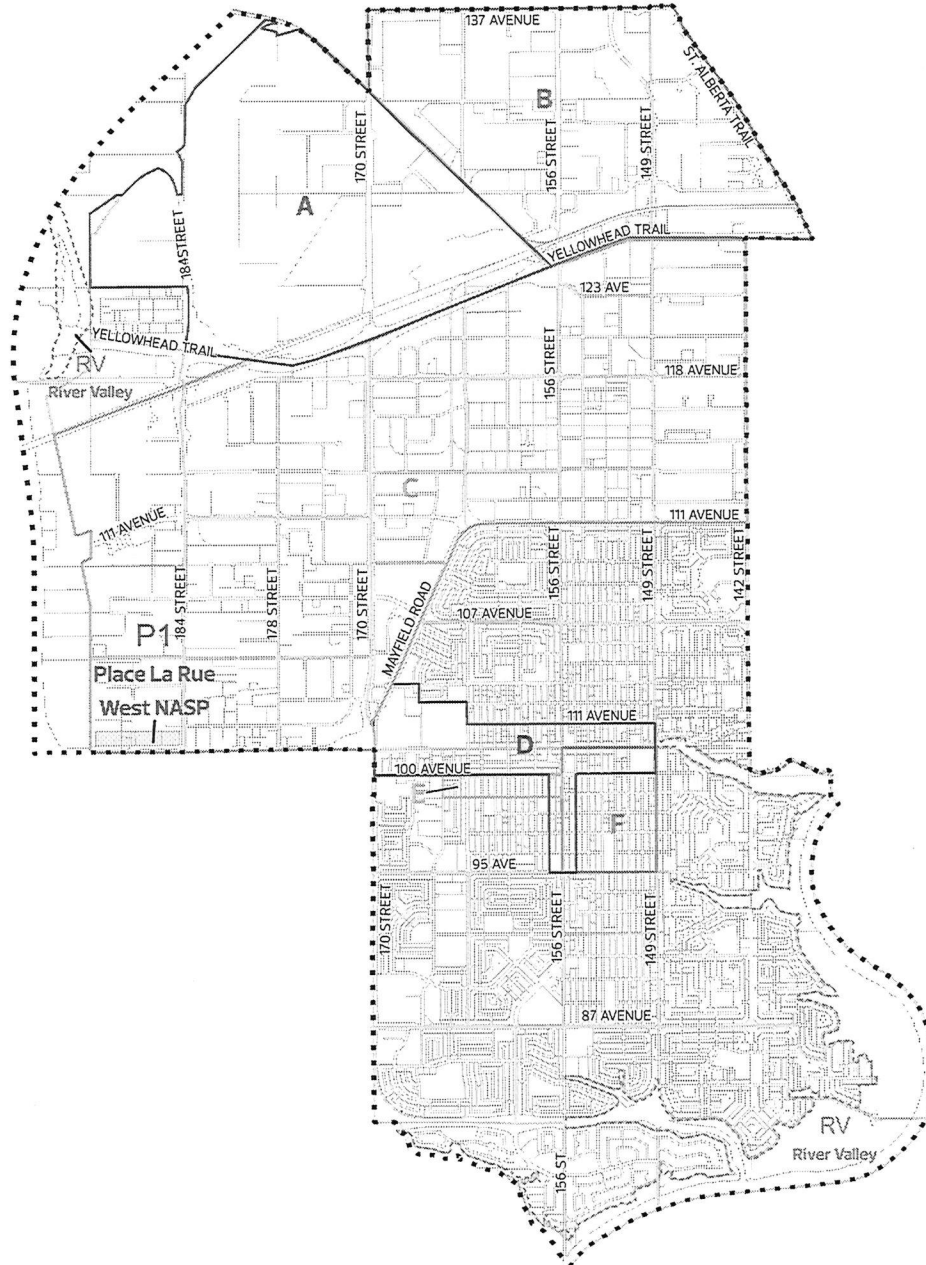 137 AVENUE
ST. ALBERTA TRAIL
B
170 STREET
156 STREET
149 STREET
A
184STREET
YELLOWHEAD TRAIL
123 AVE
YELLOWHEAD TRAIL
RV
River Valley
156 STREET
118 AVENUE
C
111 AVENUE
111 AVENUE
184 STREET
178 STREET
170 STREET
MAYFIELD ROAD
156 STREET
149 STREET
142 STREET
107 AVENUE
P1
Place La Rue
West NASP
111 AVENUE
D
100 AVENUE
E
F
95 AVE
170 STREET
156 STREET
149 STREET
87 AVENUE
RV
River Valley
156 ST